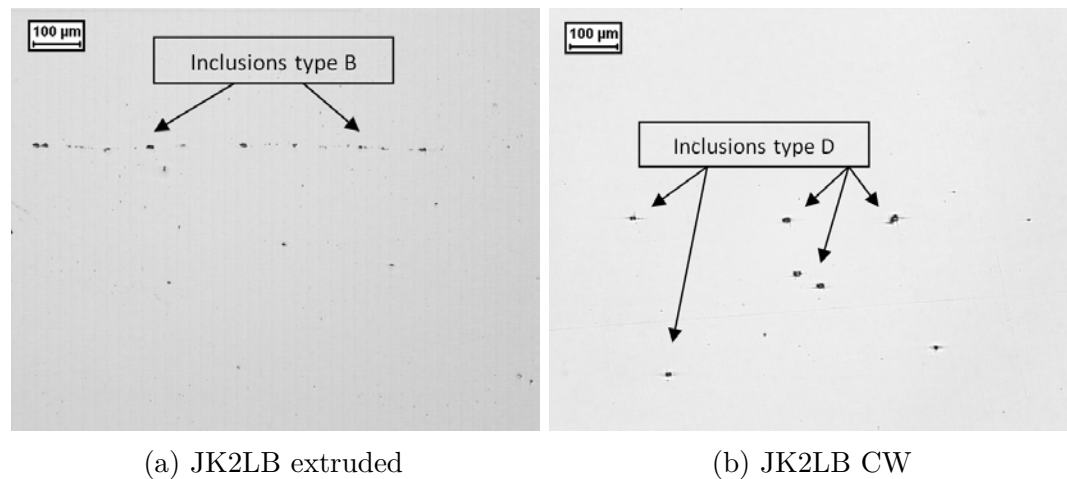 100 µm
Inclusions type B
100 µm
Inclusions type D
(a) JK2LB extruded
(b) JK2LB CW